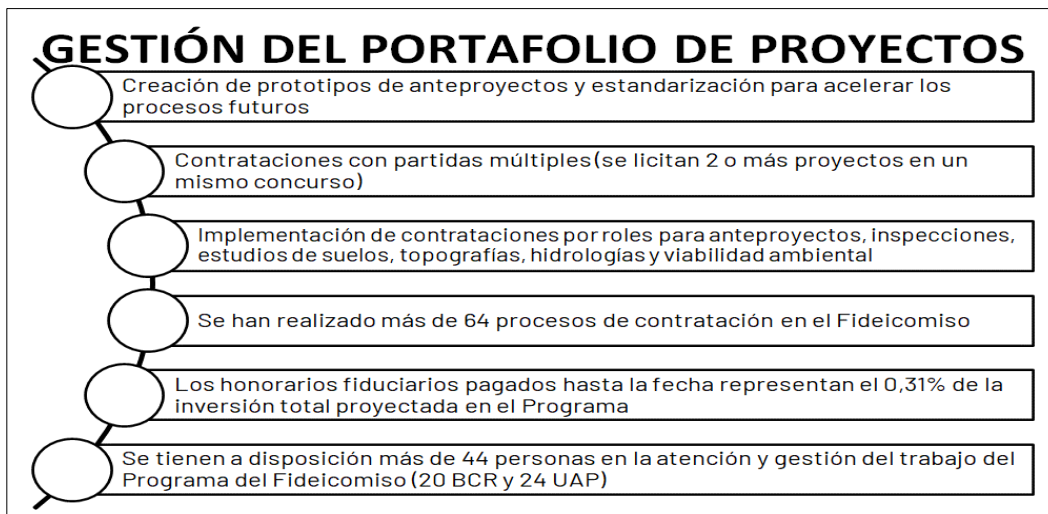 GESTIÓN DEL PORTAFOLIO DE PROYECTOS
Creación de prototipos de anteproyectos y estandarización para acelerar los
procesos futuros
Contrataciones con partidas múltiples (se licitan 2 o más proyectos en un
mismo concurso)
Implementación de contrataciones por roles para anteproyectos, inspecciones,
estudios de suelos, topografías, hidrologías y viabilidad ambiental
Se han realizado más de 64 procesos de contratación en el Fideicomiso
Los honorarios fiduciarios pagados hasta la fecha representan el 0,31% de la
inversión total proyectada en el Programa
Se tienen a disposición más de 44 personas en la atención y gestión del trabajo del
Programa del Fideicomiso (20 BCR y 24 UAP)